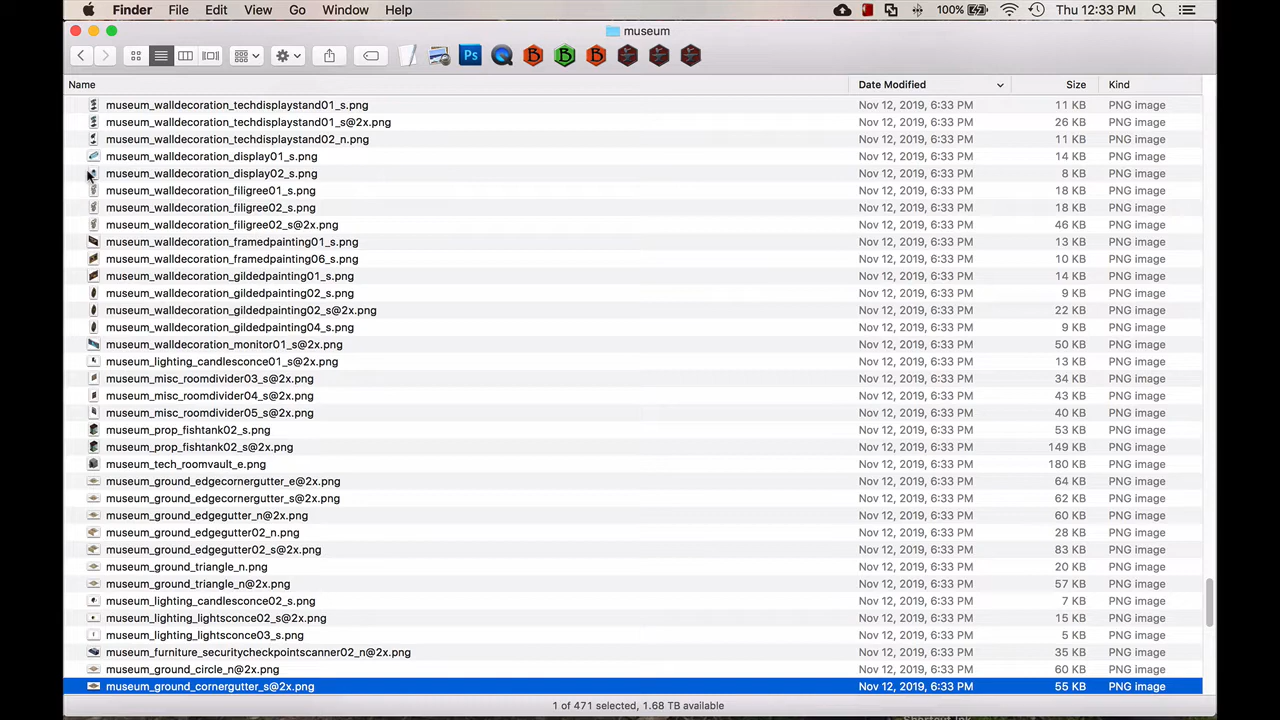 Finder File Edit View Go Window Help 100% Thu 12:33 PM
museum
Ps B B B
Name Date Modified Size Kind
museum_walldecoration_techdisplaystand01_s.png Nov 12, 2019, 6:33 PM 11 KB PNG image
museum_walldecoration_techdisplaystand01_s@2x.png Nov 12, 2019, 6:33 PM 26 KB PNG image
museum_walldecoration_techdisplaystand02_n.png Nov 12, 2019, 6:33 PM 11 KB PNG image
museum_walldecoration_display01_s.png Nov 12, 2019, 6:33 PM 14 KB PNG image
museum_walldecoration_display02_s.png Nov 12, 2019, 6:33 PM 8 KB PNG image
museum_walldecoration_filigree01_s.png Nov 12, 2019, 6:33 PM 18 KB PNG image
museum_walldecoration_filigree02_s.png Nov 12, 2019, 6:33 PM 18 KB PNG image
museum_walldecoration_filigree02_s@2x.png Nov 12, 2019, 6:33 PM 46 KB PNG image
museum_walldecoration_framedpainting01_s.png Nov 12, 2019, 6:33 PM 13 KB PNG image
museum_walldecoration_framedpainting06_s.png Nov 12, 2019, 6:33 PM 10 KB PNG image
museum_walldecoration_gildedpainting01_s.png Nov 12, 2019, 6:33 PM 14 KB PNG image
museum_walldecoration_gildedpainting02_s.png Nov 12, 2019, 6:33 PM 9 KB PNG image
museum_walldecoration_gildedpainting02_s@2x.png Nov 12, 2019, 6:33 PM 22 KB PNG image
museum_walldecoration_gildedpainting04_s.png Nov 12, 2019, 6:33 PM 9 KB PNG image
museum_walldecoration_monitor01_s@2x.png Nov 12, 2019, 6:33 PM 50 KB PNG image
museum_lighting_candlesconce01_s@2x.png Nov 12, 2019, 6:33 PM 13 KB PNG image
museum_misc_roomdivider03_s@2x.png Nov 12, 2019, 6:33 PM 34 KB PNG image
museum_misc_roomdivider04_s@2x.png Nov 12, 2019, 6:33 PM 43 KB PNG image
museum_misc_roomdivider05_s@2x.png Nov 12, 2019, 6:33 PM 40 KB PNG image
museum_prop_fishtank02_s.png Nov 12, 2019, 6:33 PM 53 KB PNG image
museum_prop_fishtank02_s@2x.png Nov 12, 2019, 6:33 PM 149 KB PNG image
museum_tech_roomvault_e.png Nov 12, 2019, 6:33 PM 180 KB PNG image
museum_ground_edgecornergutter_e@2x.png Nov 12, 2019, 6:33 PM 64 KB PNG image
museum_ground_edgecornergutter_s@2x.png Nov 12, 2019, 6:33 PM 62 KB PNG image
museum_ground_edgegutter_n@2x.png Nov 12, 2019, 6:33 PM 60 KB PNG image
museum_ground_edgegutter02_n.png Nov 12, 2019, 6:33 PM 28 KB PNG image
museum_ground_edgegutter02_s@2x.png Nov 12, 2019, 6:33 PM 83 KB PNG image
museum_ground_triangle_n.png Nov 12, 2019, 6:33 PM 20 KB PNG image
museum_ground_triangle_n@2x.png Nov 12, 2019, 6:33 PM 57 KB PNG image
museum_lighting_candlesconce02_s.png Nov 12, 2019, 6:33 PM 7 KB PNG image
museum_lighting_lightsconce02_s@2x.png Nov 12, 2019, 6:33 PM 15 KB PNG image
museum_lighting_lightsconce03_s.png Nov 12, 2019, 6:33 PM 5 KB PNG image
museum_furniture_securitycheckpointscanner02_n@2x.png Nov 12, 2019, 6:33 PM 35 KB PNG image
museum_ground_circle_n@2x.png Nov 12, 2019, 6:33 PM 60 KB PNG image
museum_ground_cornergutter_s@2x.png Nov 12, 2019, 6:33 PM 55 KB PNG image
1 of 471 selected, 1.68 TB available